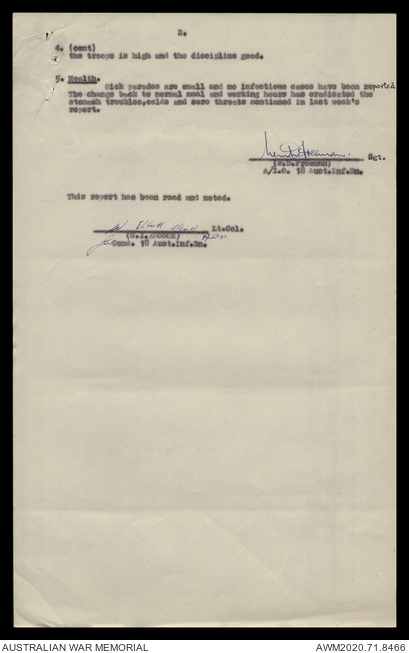 2.
4. (cont)
the troops is high and the discipline good.
5. Health.
Sick parades are small and no infectious cases have been reported.
The change back to normal meal and working hours has eradicated the
stomach troubles,colds and sore throats mentioned in last week's
report.
Sgt.
(N.D.Freeman)
A/I.O. 18 Aust.Inf.Bn.
This report has been read and noted.
Lt.Col.
Comd. 18 Aust.Inf.Bn.
AUSTRALIAN WAR MEMORIAL
AWM2020.71.8466